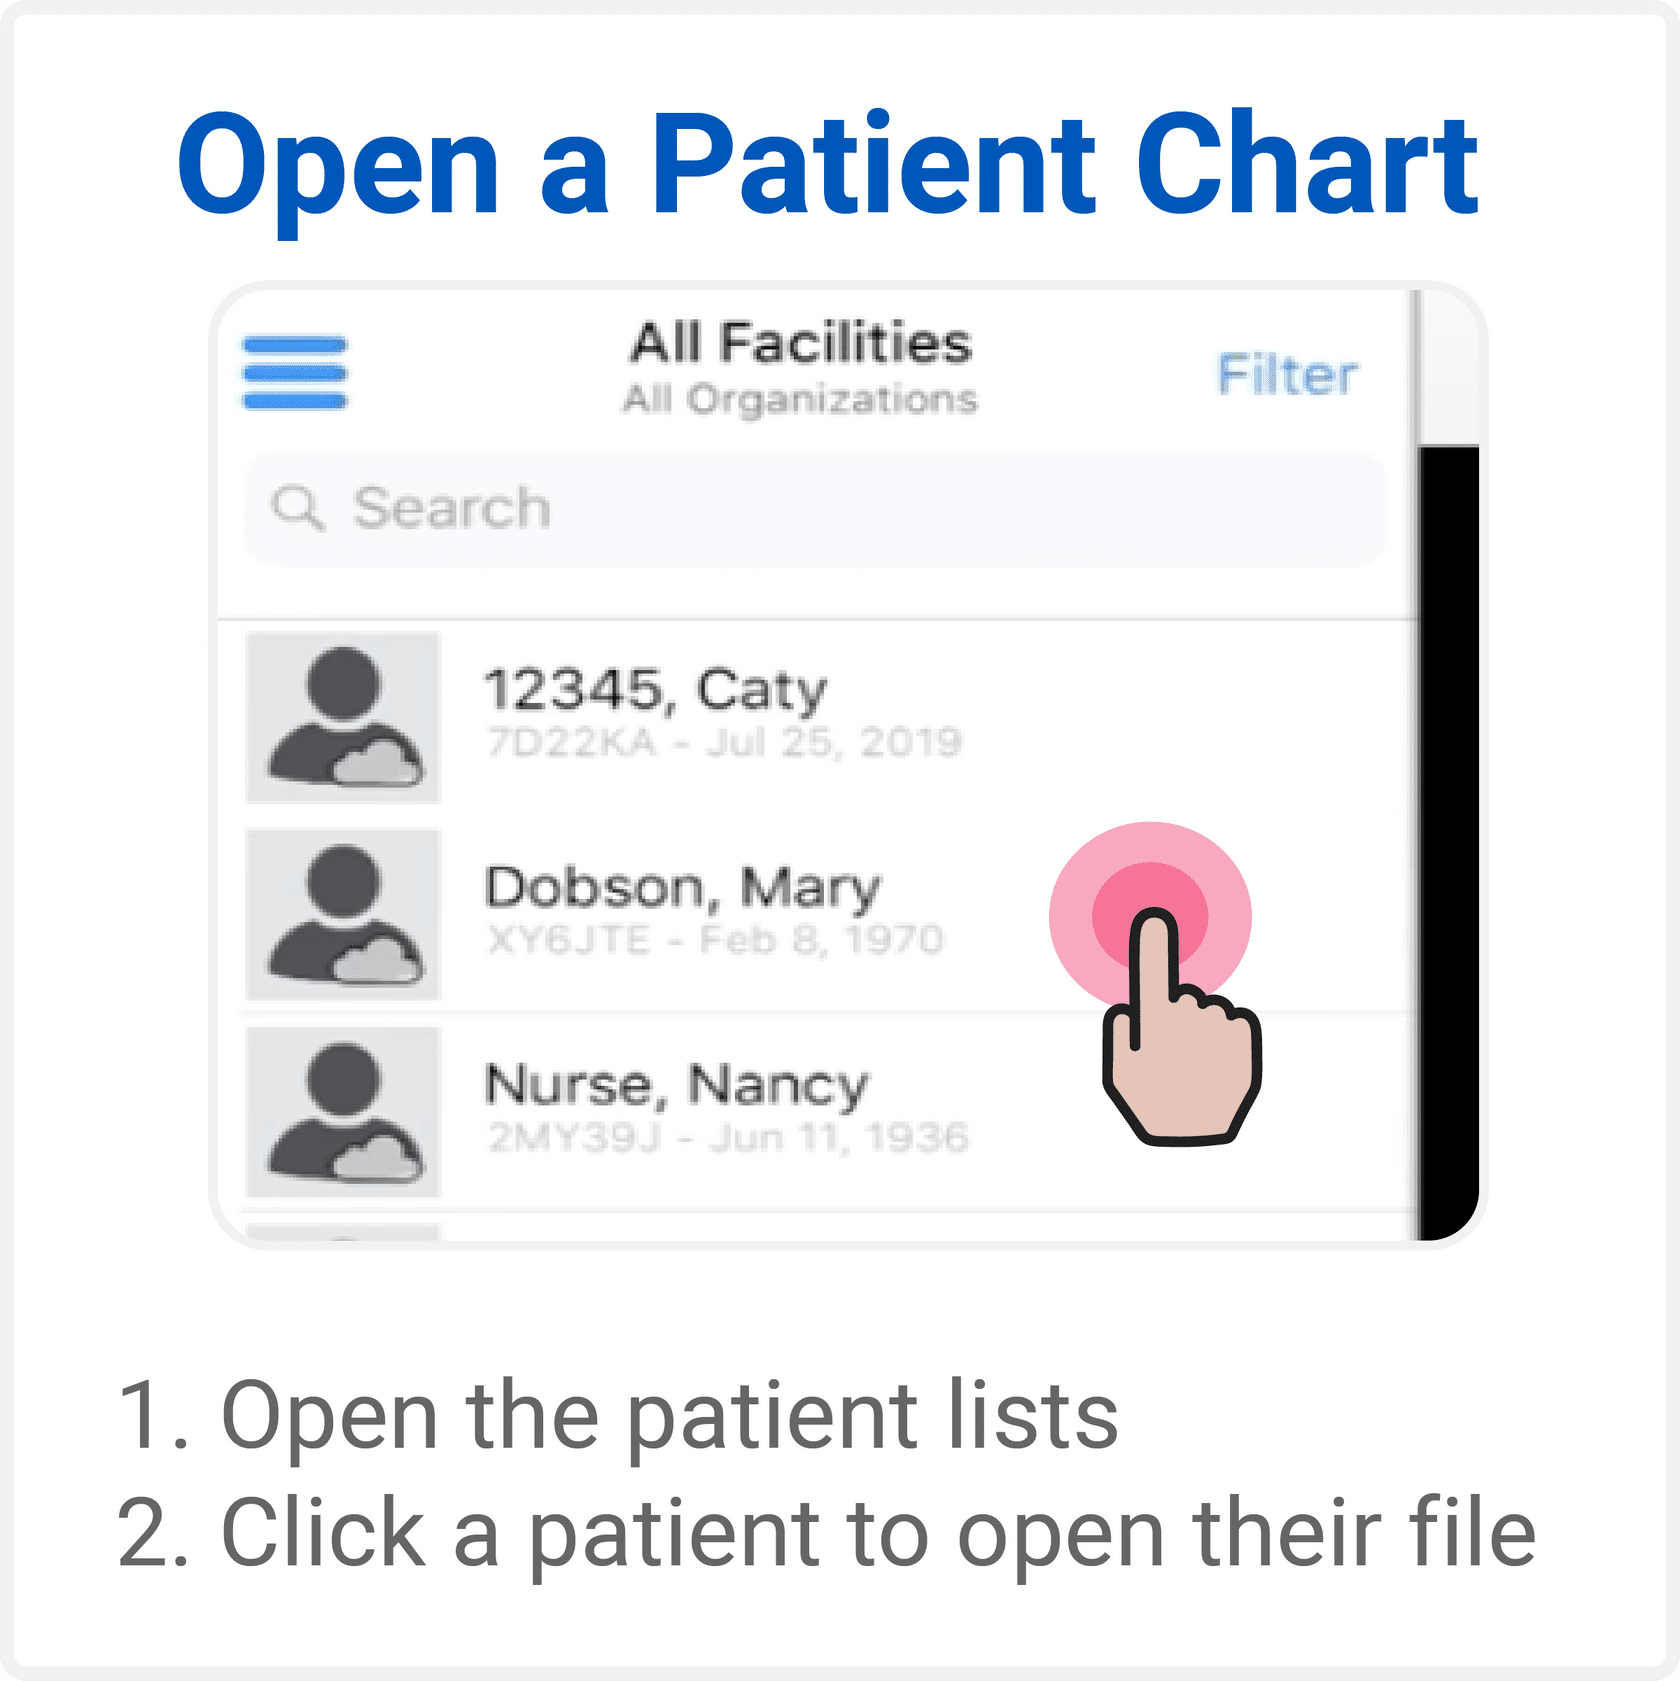 Open a Patient Chart
All Facilities
All Organizations
Filter
Search
12345, Caty
7D22KA - Jul 25, 2019
Dobson, Mary
XY6JTE - Feb 8, 1970
Nurse, Nancy
2MY39J - Jun 11, 1936
1. Open the patient lists
2. Click a patient to open their file